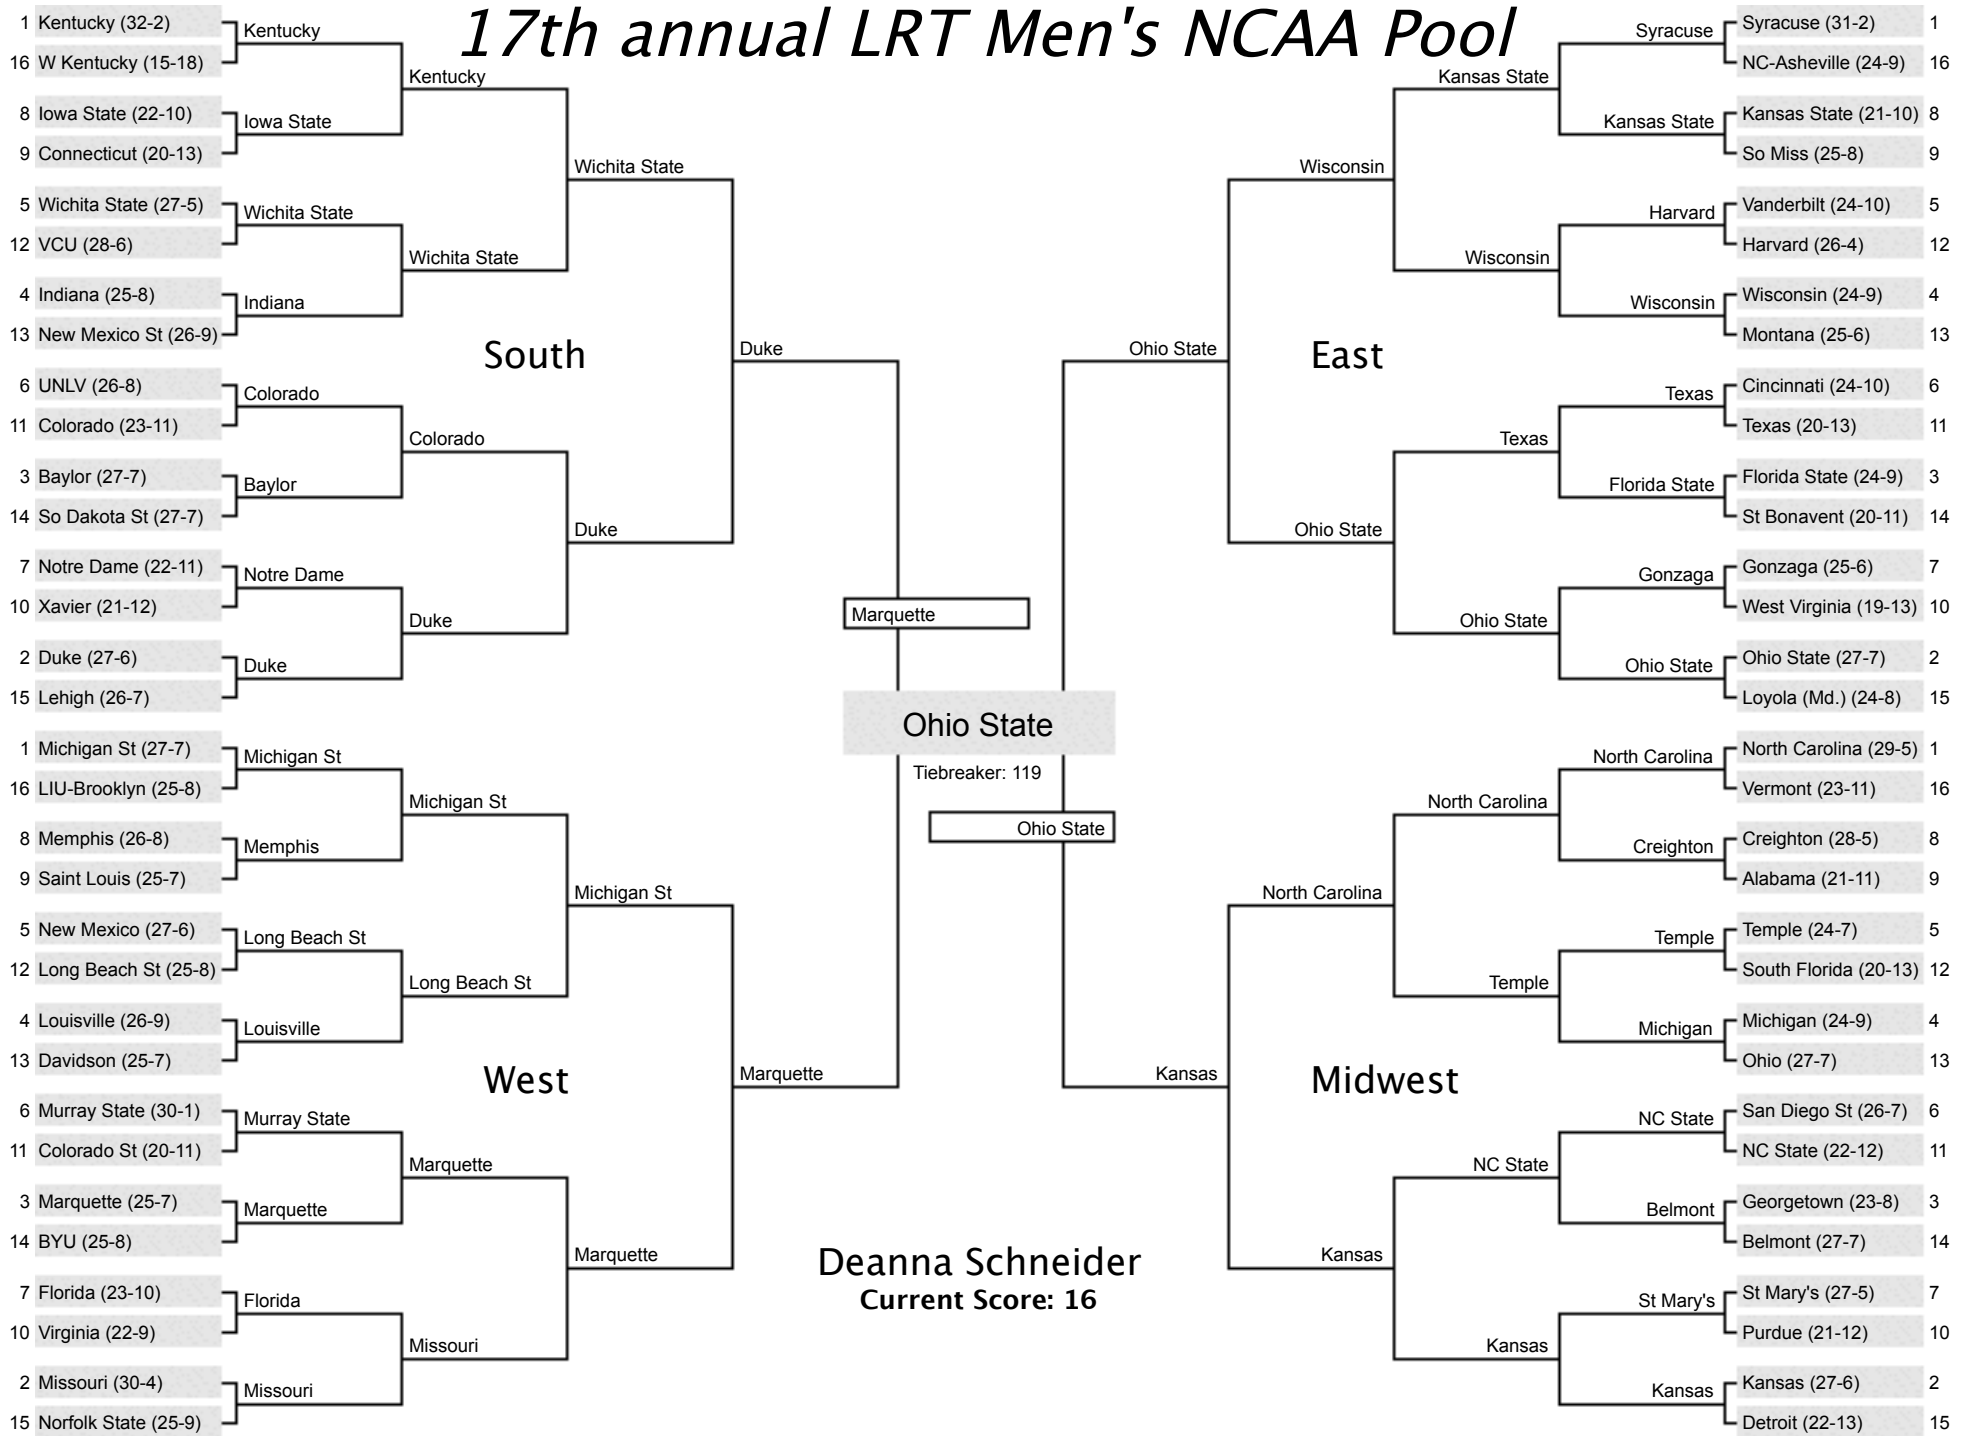 17th annual LRT Men's NCAA Pool
1 Kentucky (32-2)
Kentucky
16 W Kentucky (15-18)
Kentucky
8 Iowa State (22-10)
Iowa State
9 Connecticut (20-13)
Wichita State
5 Wichita State (27-5)
Wichita State
12 VCU (28-6)
Wichita State
4 Indiana (25-8)
Indiana
13 New Mexico St (26-9)
South
Duke
6 UNLV (26-8)
Colorado
11 Colorado (23-11)
Colorado
3 Baylor (27-7)
Baylor
14 So Dakota St (27-7)
Duke
7 Notre Dame (22-11)
Notre Dame
10 Xavier (21-12)
Duke
2 Duke (27-6)
Duke
15 Lehigh (26-7)
1 Michigan St (27-7)
Michigan St
16 LIU-Brooklyn (25-8)
Michigan St
8 Memphis (26-8)
Memphis
9 Saint Louis (25-7)
Michigan St
5 New Mexico (27-6)
Long Beach St
12 Long Beach St (25-8)
Long Beach St
4 Louisville (26-9)
Louisville
13 Davidson (25-7)
West
Marquette
6 Murray State (30-1)
Murray State
11 Colorado St (20-11)
Marquette
3 Marquette (25-7)
Marquette
14 BYU (25-8)
Marquette
7 Florida (23-10)
Florida
10 Virginia (22-9)
Missouri
2 Missouri (30-4)
Missouri
15 Norfolk State (25-9)
Marquette
Ohio State
Tiebreaker: 119
Ohio State
Deanna Schneider
Current Score: 16
Syracuse (31-2) 1
Syracuse
NC-Asheville (24-9) 16
Kansas State
Kansas State (21-10) 8
Kansas State
So Miss (25-8) 9
Wisconsin
Vanderbilt (24-10) 5
Harvard
Harvard (26-4) 12
Wisconsin
Wisconsin (24-9) 4
Wisconsin
Montana (25-6) 13
Ohio State
East
Cincinnati (24-10) 6
Texas
Texas (20-13) 11
Texas
Florida State (24-9) 3
Florida State
St Bonavent (20-11) 14
Ohio State
Gonzaga (25-6) 7
Gonzaga
West Virginia (19-13) 10
Ohio State
Ohio State (27-7) 2
Ohio State
Loyola (Md.) (24-8) 15
North Carolina (29-5) 1
North Carolina
Vermont (23-11) 16
North Carolina
Creighton (28-5) 8
Creighton
Alabama (21-11) 9
North Carolina
Temple (24-7) 5
Temple
South Florida (20-13) 12
Temple
Michigan (24-9) 4
Michigan
Ohio (27-7) 13
Kansas
Midwest
San Diego St (26-7) 6
NC State
NC State (22-12) 11
NC State
Georgetown (23-8) 3
Belmont
Belmont (27-7) 14
Kansas
St Mary's (27-5) 7
St Mary's
Purdue (21-12) 10
Kansas
Kansas (27-6) 2
Kansas
Detroit (22-13) 15